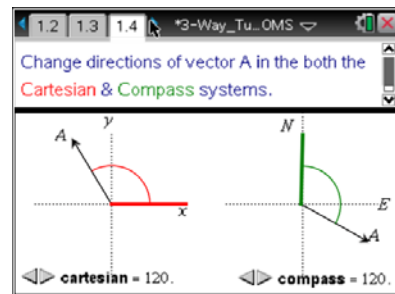 1.2 1.3 1.4 *3-Way_Tu...OMS
Change directions of vector A in the both the
Cartesian & Compass systems.
y
A
x
N
E
A
cartesian = 120.
compass = 120.